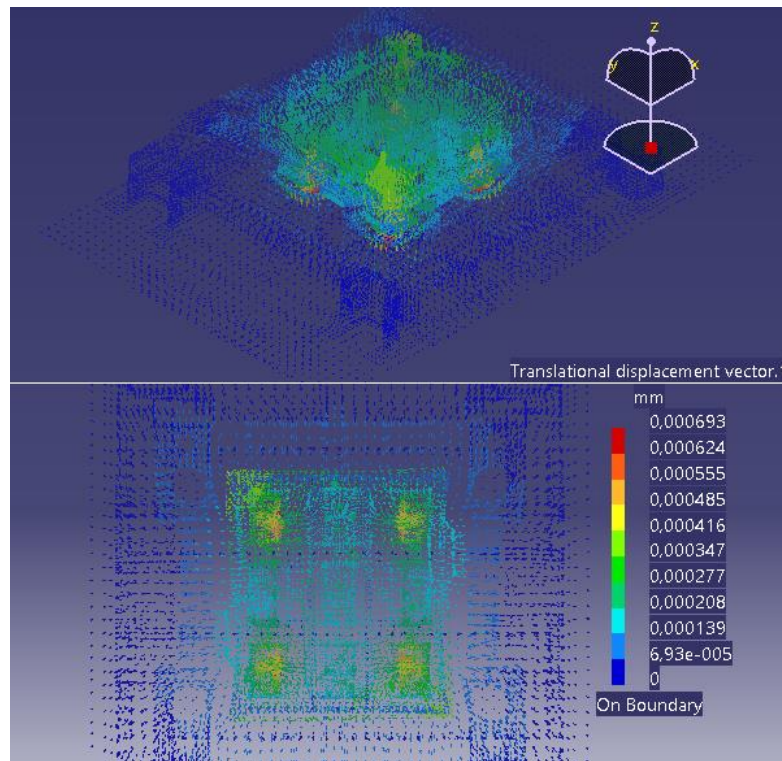 z
y
x
Translational displacement vector.1
mm
0,000693
0,000624
0,000555
0,000485
0,000416
0,000347
0,000277
0,000208
0,000139
6,93e-005
0
On Boundary